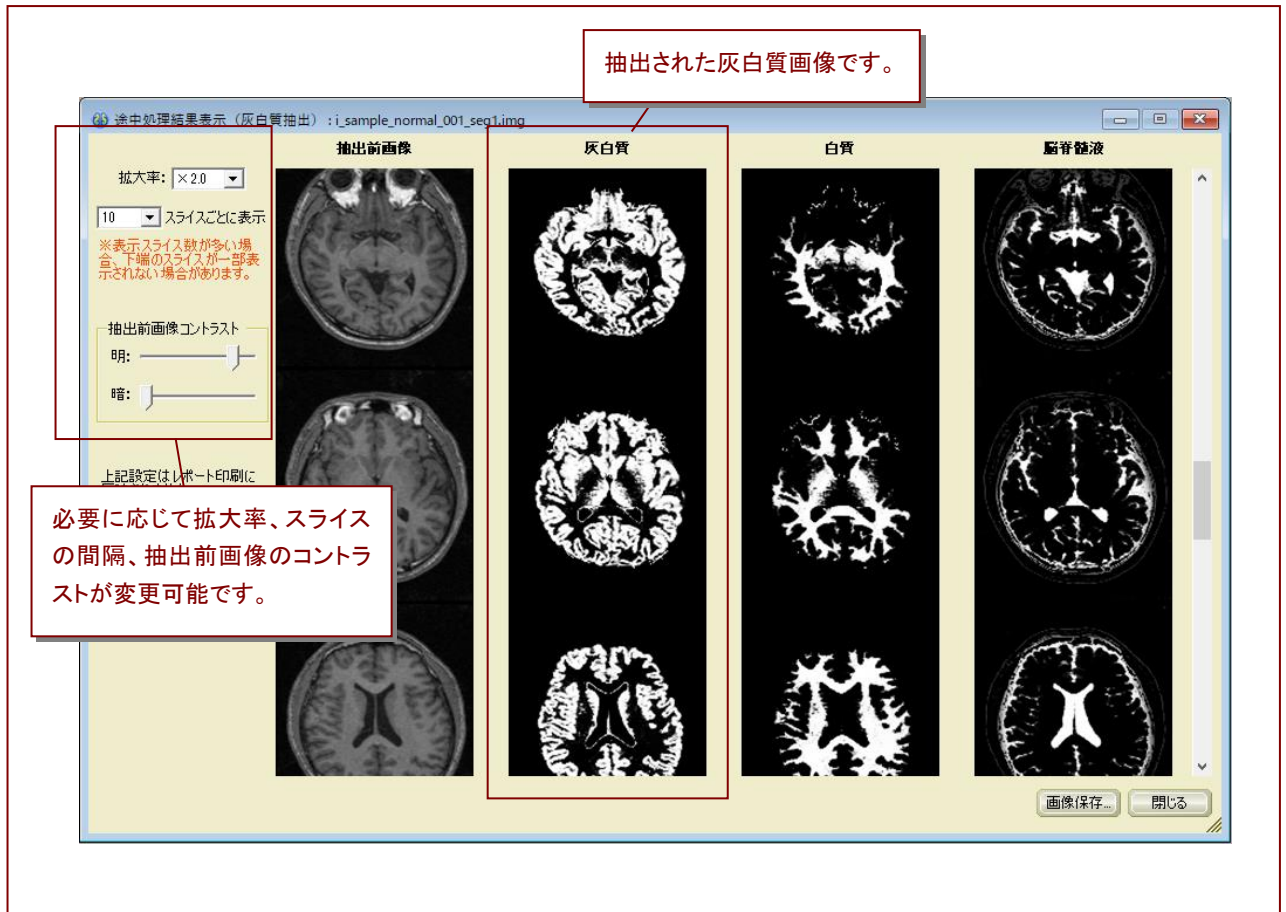 抽出された灰白質画像です。
途中処理結果表示（灰白質抽出）：i_sample_normal_001_seg1.img
抽出前画像
灰白質
白質
脳脊髄液
拡大率: ×2.0
10 スライスごとに表示
※表示スライス数が多い場
合、下端のスライスが一部表
示されない場合があります。
抽出前画像コントラスト
明:
暗:
上記設定はレポート印刷に
必要に応じて拡大率、スライス
の間隔、抽出前画像のコントラ
ストが変更可能です。
画像保存...
閉じる